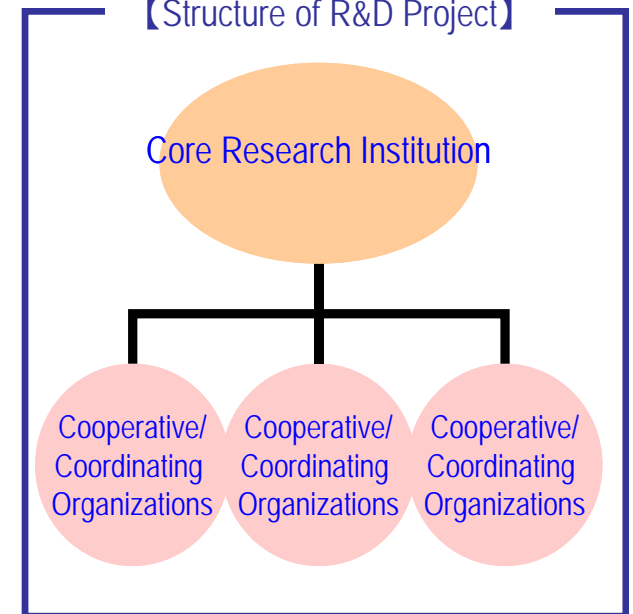 【Structure of R&D Project】
Core Research Institution
Cooperative/
Coordinating
Organizations
Cooperative/
Coordinating
Organizations
Cooperative/
Coordinating
Organizations